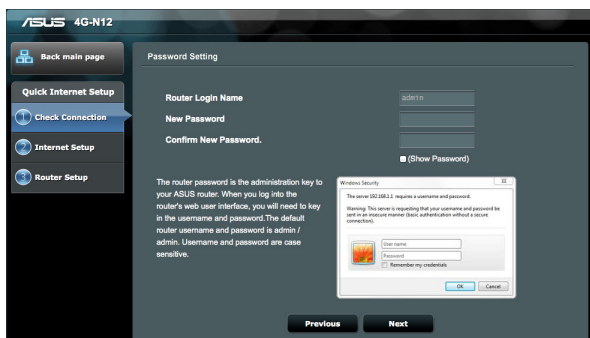 ASUS 4G-N12
Back main page
Quick Internet Setup
1 Check Connection
2 Internet Setup
3 Router Setup
Password Setting
Router Login Name admin
New Password
Confirm New Password.
(Show Password)
The router password is the administration key to
your ASUS router. When you log into the
router's web user interface, you will need to key
in the username and password.The default
router username and password is admin /
admin. Username and password are case
sensitive.
Windows Security
The server 192.168.1.1 requires a username and password.
Warning: This server is requesting that your username and password be
sent in an insecure manner (basic authentication without a secure
connection).
User name
Password
Remember my credentials
OK Cancel
Previous Next